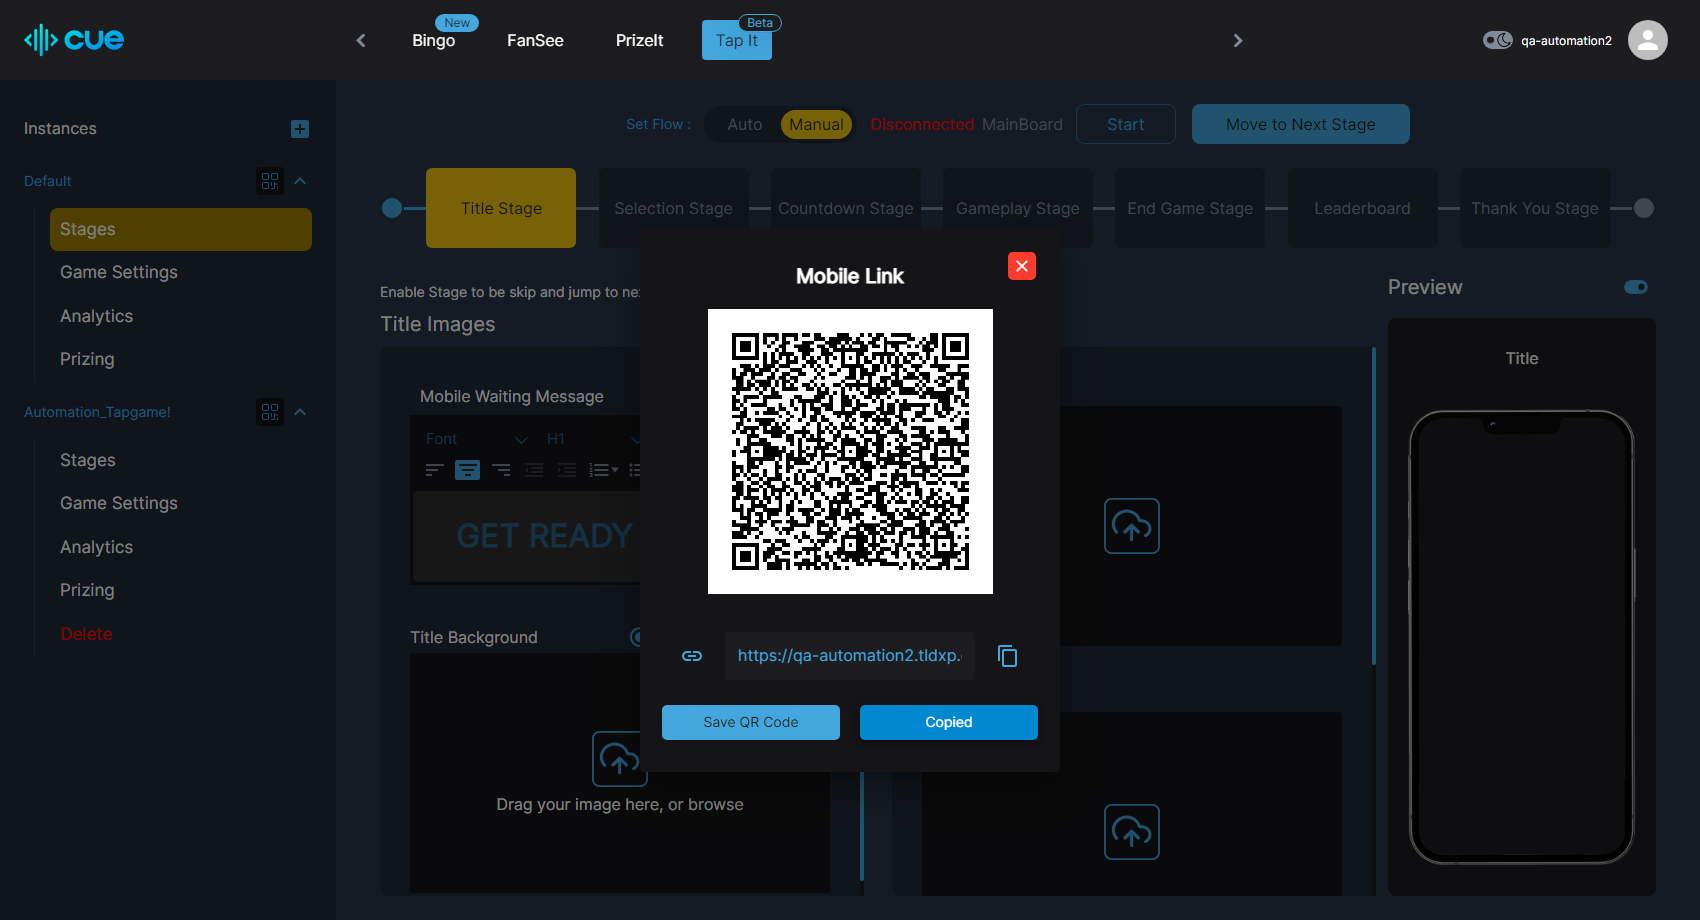 cue
New
Bingo
FanSee
PrizeIt
Beta
Tap It
qa-automation2
Instances
Default
Stages
Game Settings
Analytics
Prizing
Automation_Tapgame!
Stages
Game Settings
Analytics
Prizing
Delete
Set Flow :
Auto
Manual
Disconnected MainBoard
Start
Move to Next Stage
Title Stage
Selection Stage
Countdown Stage
Gameplay Stage
End Game Stage
Leaderboard
Thank You Stage
Enable Stage to be skip and jump to
Title Images
Mobile Waiting Message
Font
H1
GET READY
Title Background
Drag your image here, or browse
Mobile Link
https://qa-automation2.tldxp.
Save QR Code
Copied
Preview
Title